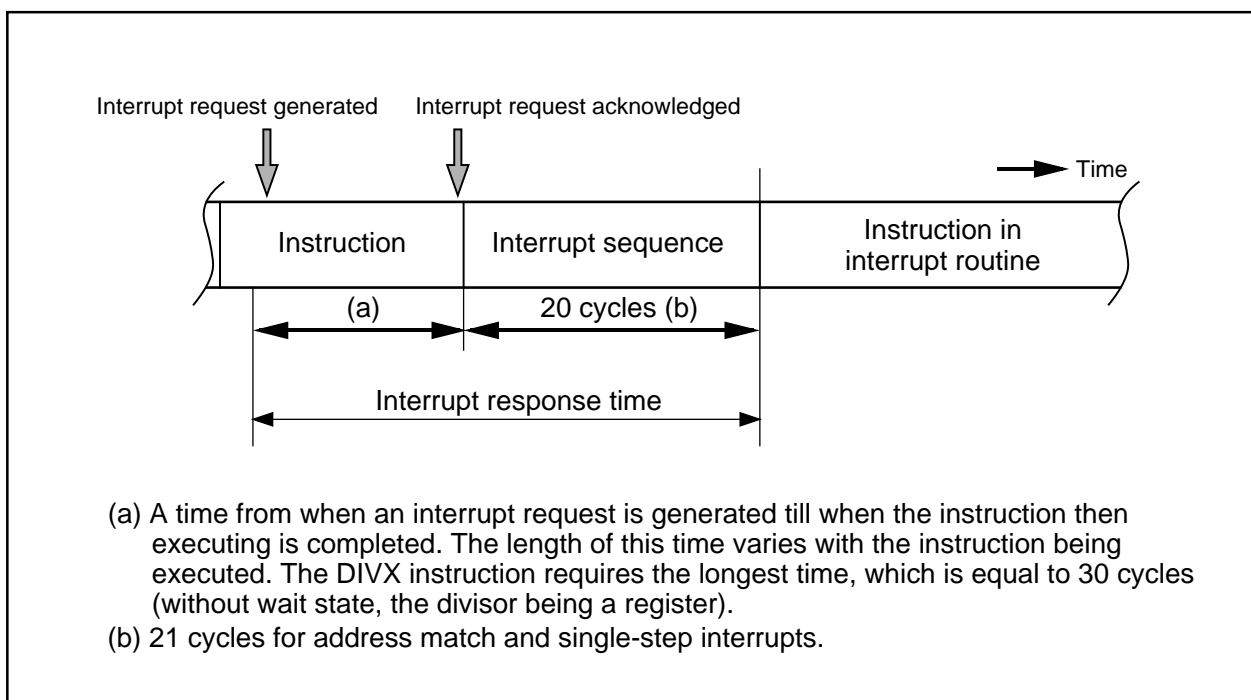 Interrupt request generated
Interrupt request acknowledged
Time
Instruction
Interrupt sequence
Instruction in
interrupt routine
(a)
20 cycles (b)
Interrupt response time
(a) A time from when an interrupt request is generated till when the instruction then
executing is completed. The length of this time varies with the instruction being
executed. The DIVX instruction requires the longest time, which is equal to 30 cycles
(without wait state, the divisor being a register).
(b) 21 cycles for address match and single-step interrupts.